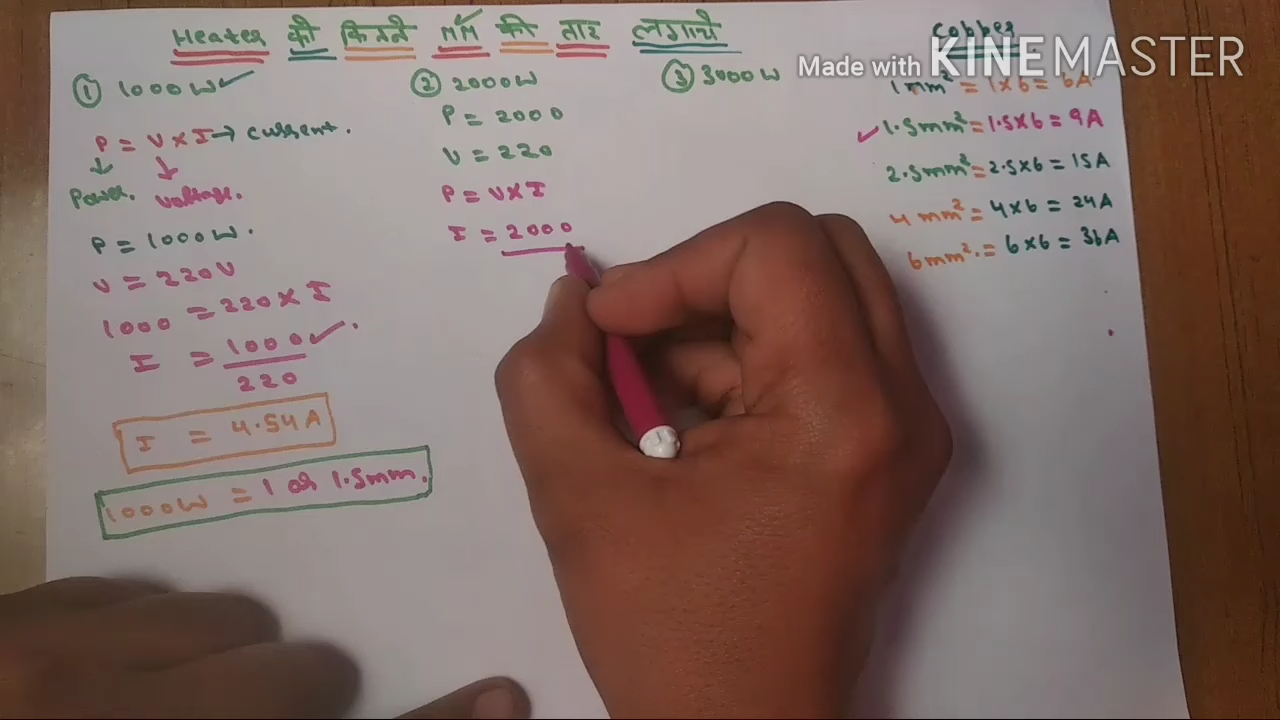 Heater को कितने MM की तार लगाये
① 1000W✓
P = V×I→ current.
Power. Voltage.
P = 1000W.
V = 220V
1000 = 220×I
I = 1000 ✓
220
I = 4.54A
1000W = 1 or 1.5mm.
② 2000W
P = 2000
V = 220
P = V×I
I = 2000
③ 3000W
Copper
1mm² = 1×6 = 6A
✓1.5mm² = 1.5×6 = 9A
2.5mm² = 2.5×6 = 15A
4mm² = 4×6 = 24A
6mm². = 6×6 = 36A
Made with KINEMASTER